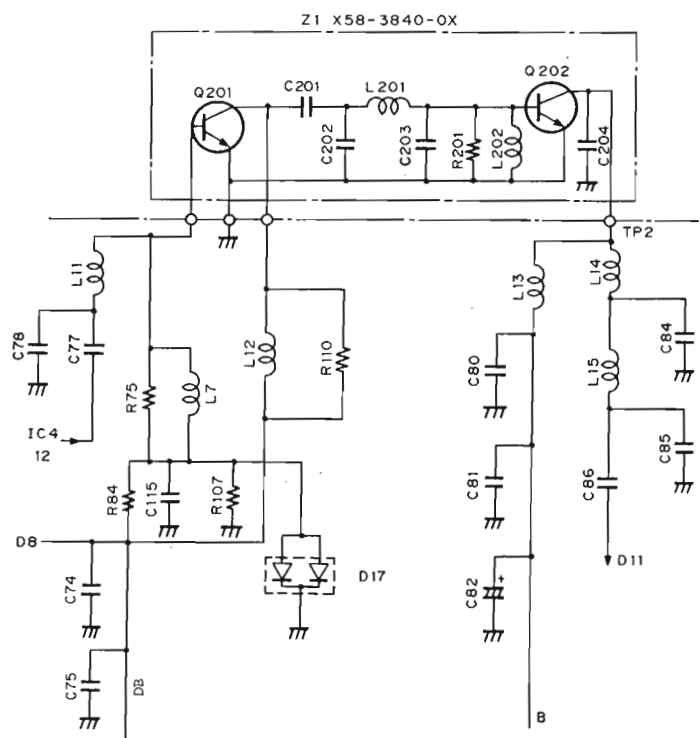 Z1 X58-3840-0X
Q201
C201
L201
Q202
C202
C203
R201
L202
C204
TP2
L11
L13
L14
C78
C77
L12
R110
C84
R75
L7
C80
L15
IC4
12
C81
C86
C85
R84
C115
R107
D8
D17
D11
C74
C82
+
C75
DB
B